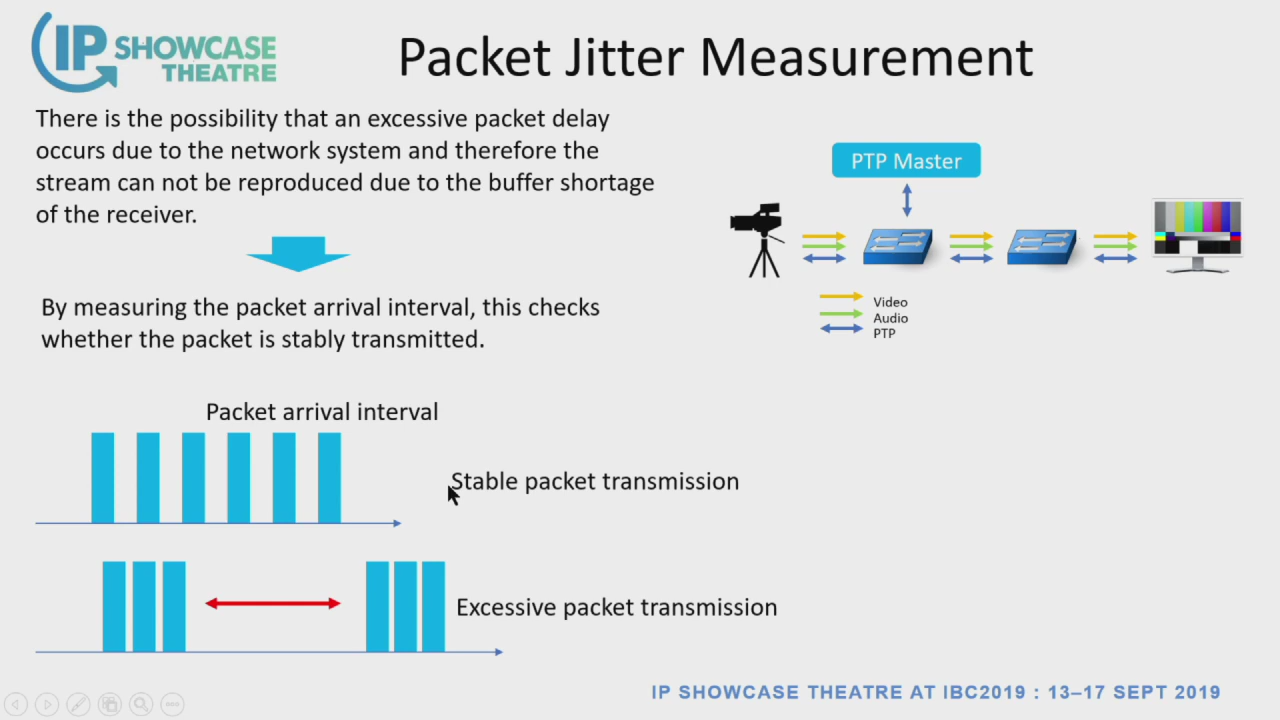 IP SHOWCASE
THEATRE
Packet Jitter Measurement
There is the possibility that an excessive packet delay
occurs due to the network system and therefore the
stream can not be reproduced due to the buffer shortage
of the receiver.
PTP Master
By measuring the packet arrival interval, this checks
whether the packet is stably transmitted.
Video
Audio
PTP
Packet arrival interval
Stable packet transmission
Excessive packet transmission
IP SHOWCASE THEATRE AT IBC2019 : 13–17 SEPT 2019